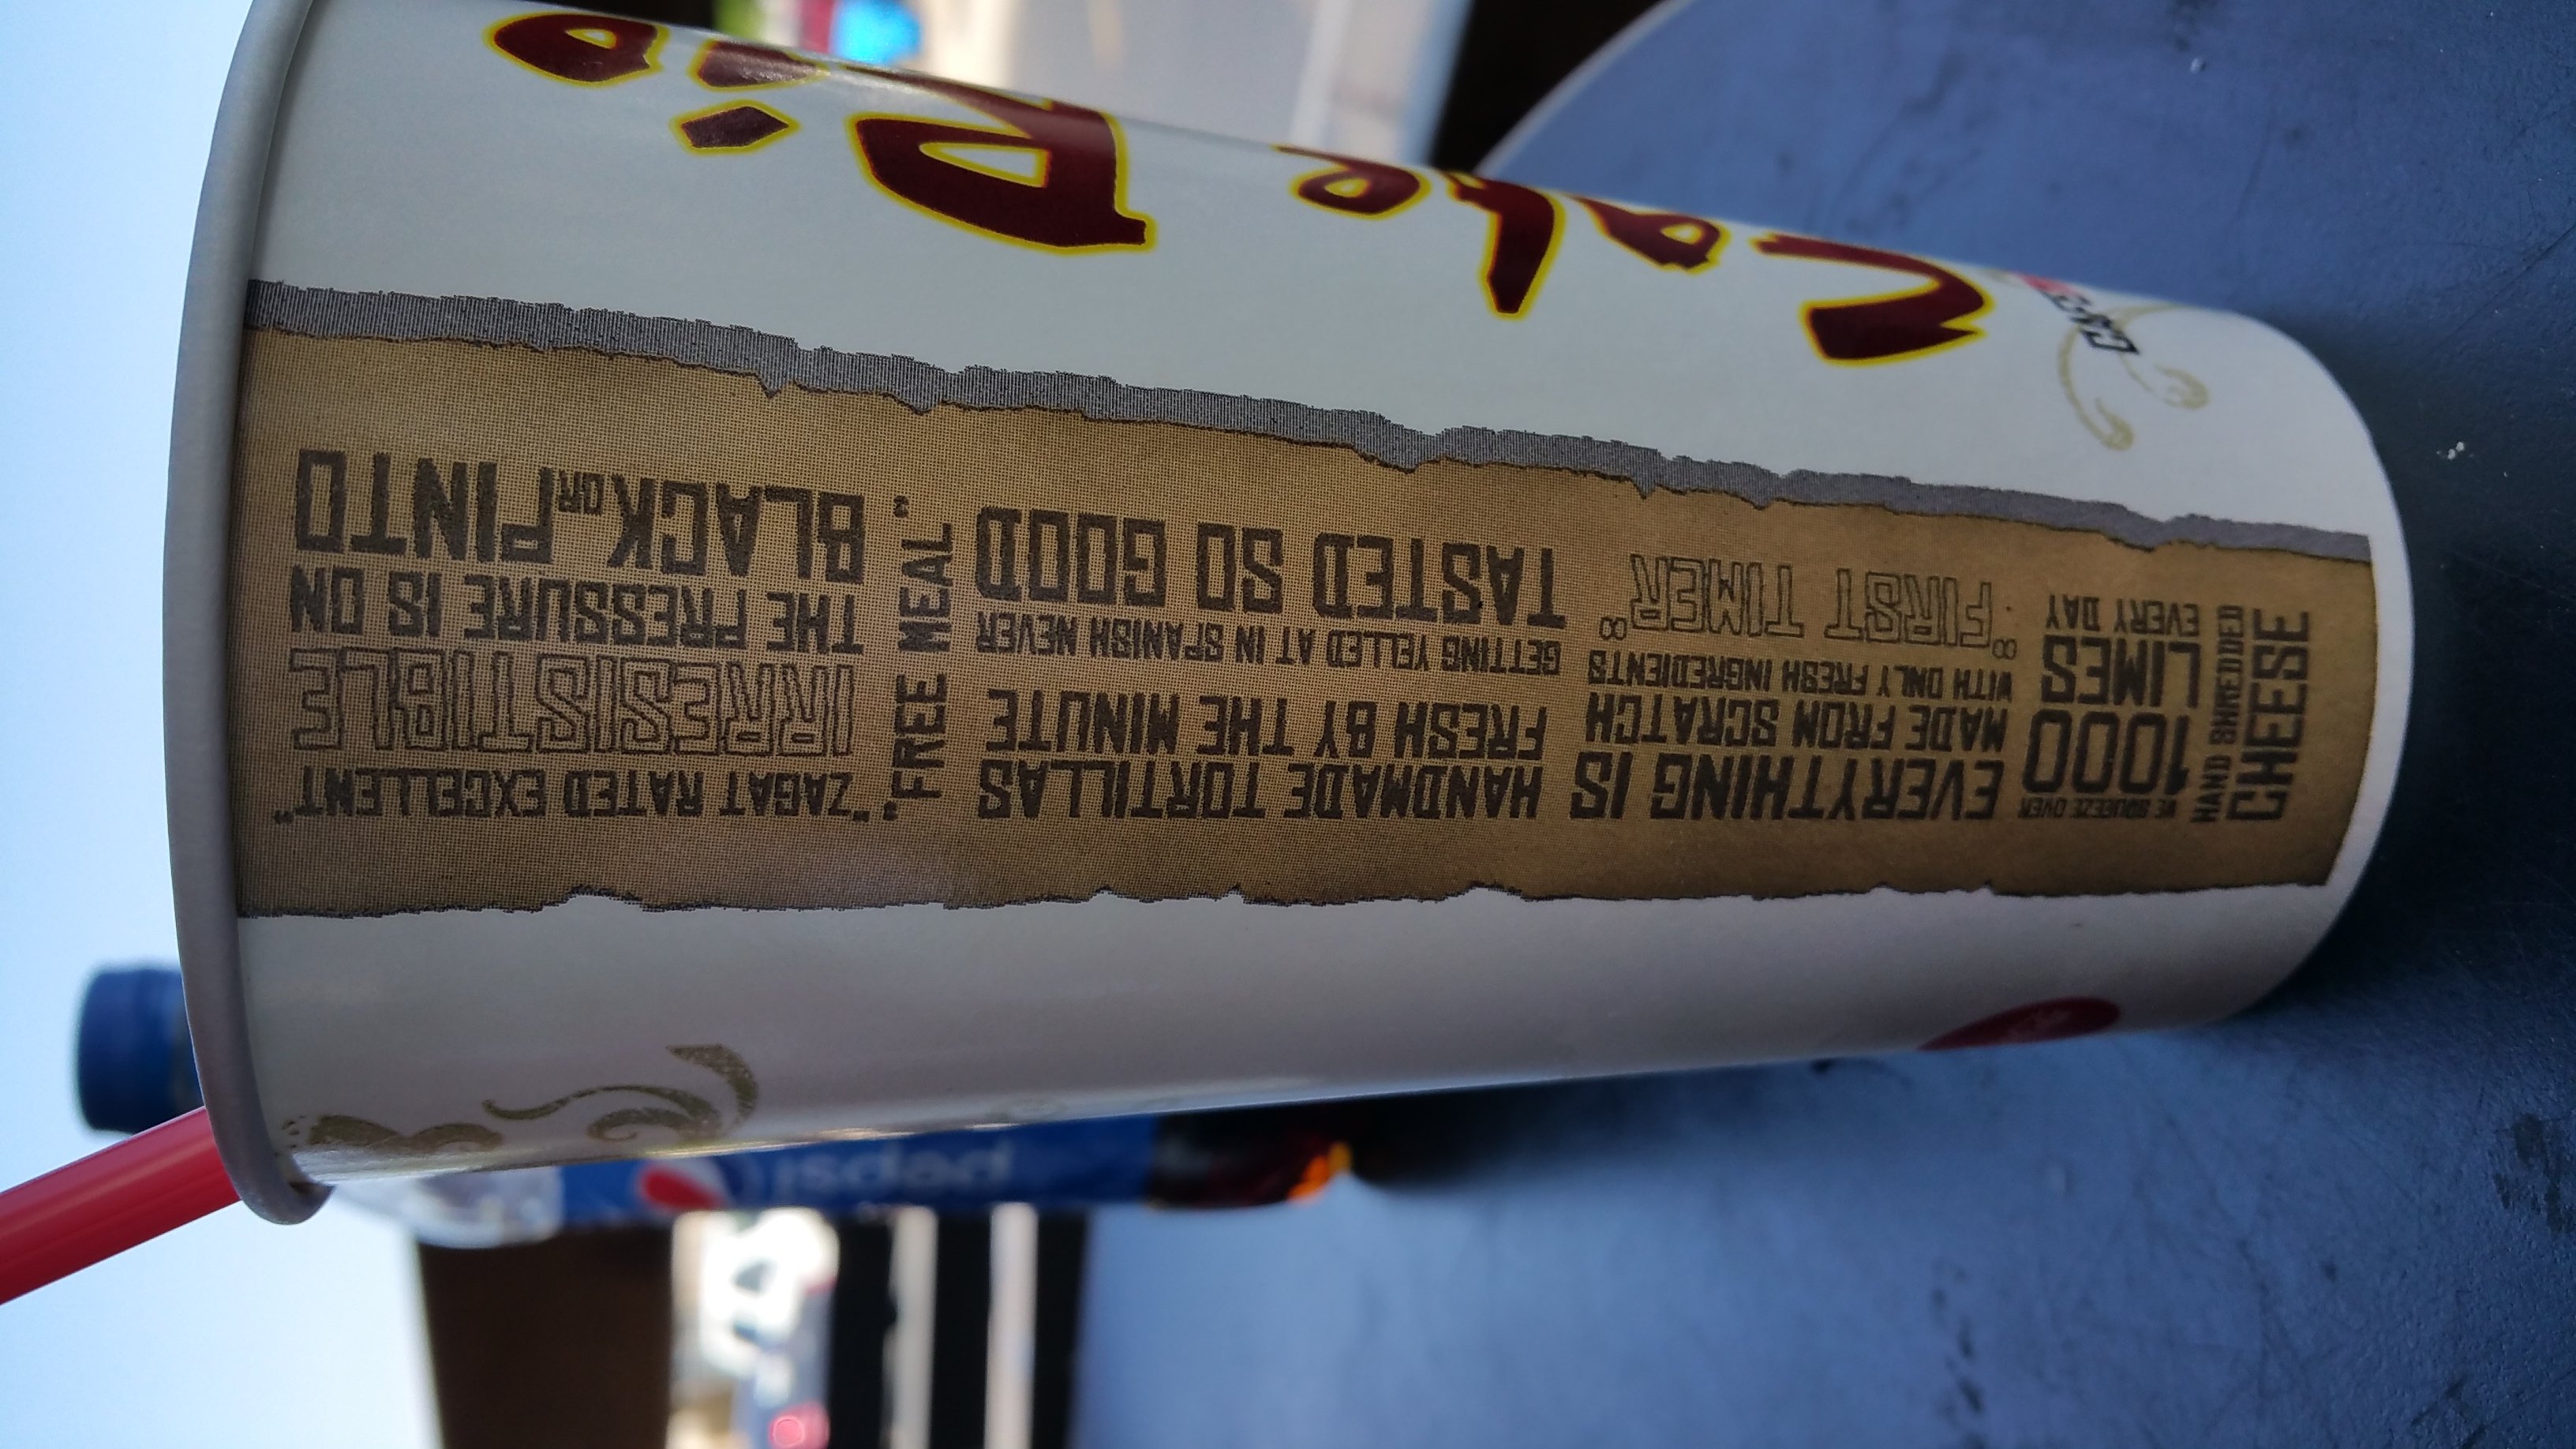 Cafe Rio
"ZAGAT RATED EXCELLENT"
IRRESISTIBLE
THE PRESSURE IS ON
BLACK OR PINTO
"FREE MEAL".
HANDMADE TORTILLAS
FRESH BY THE MINUTE
GETTING YELLED AT IN SPANISH NEVER
TASTED SO GOOD
EVERYTHING IS
MADE FROM SCRATCH
WITH ONLY FRESH INGREDIENTS
"FIRST TIMER"
WE SQUEEZE OVER
1000
LIMES
EVERY DAY
HAND SHREDDED
CHEESE
pepsi